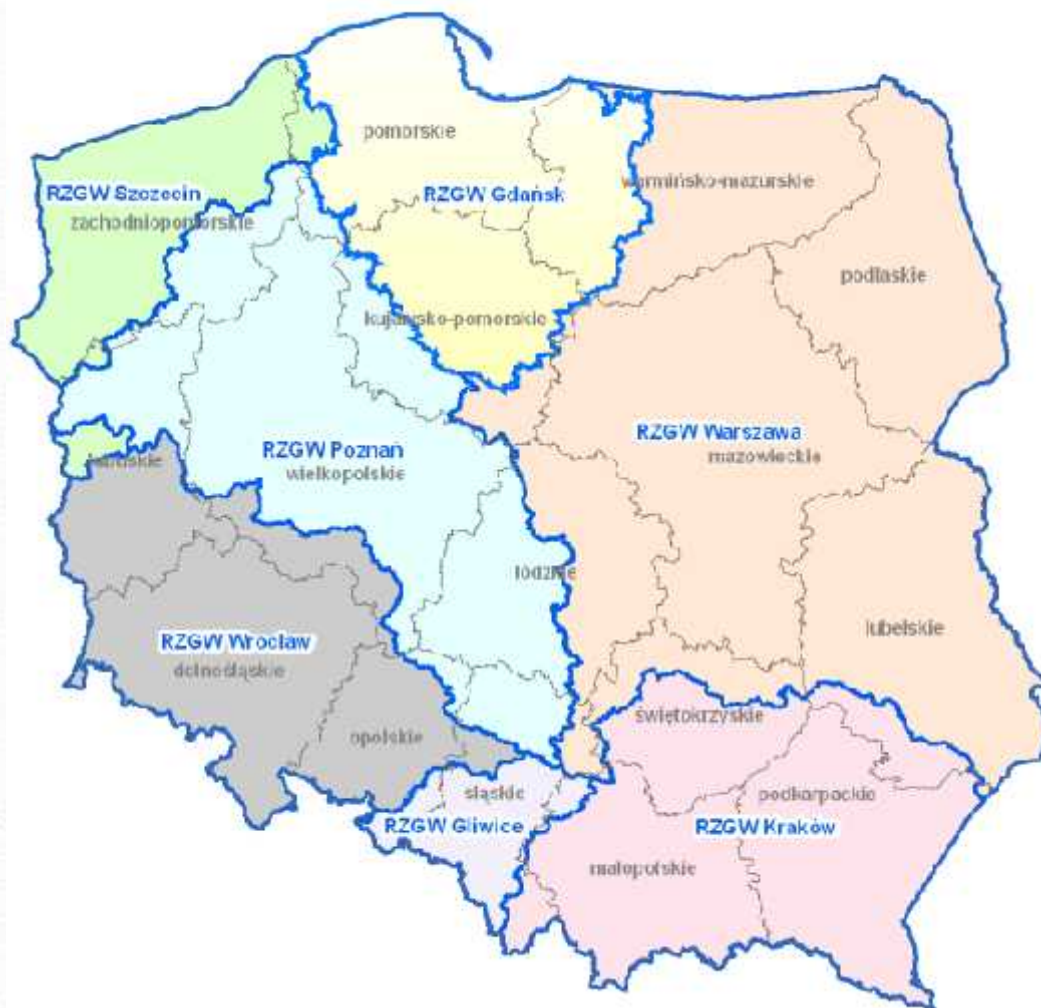 pomorskie
RZGW Szczecin
zachodniopomorskie
RZGW Gdańsk
warmińsko-mazurskie
podlaskie
kujawsko-pomorskie
RZGW Poznań
wielkopolskie
RZGW Warszawa
mazowieckie
lubuskie
łódzkie
lubelskie
RZGW Wrocław
dolnośląskie
opolskie
świętokrzyskie
śląskie
podkarpackie
RZGW Gliwice
RZGW Kraków
małopolskie